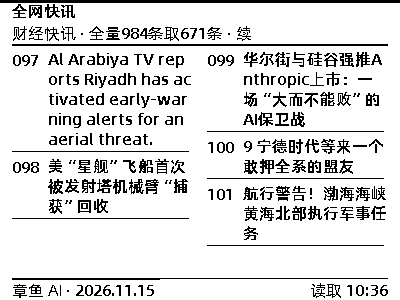 全网快讯
财经快讯 · 全量984条取671条 · 续
097 Al Arabiya TV rep
orts Riyadh has ac
tivated early-war
ning alerts for an
aerial threat.
098 美“星舰”飞船首次
被发射塔机械臂“捕
获”回收
099 华尔街与硅谷强推A
nthropic上市：一
场“大而不能败”的
AI保卫战
100 9 宁德时代等来一个
敢押全系的盟友
101 航行警告！渤海海峡
黄海北部执行军事任
务
章鱼 AI · 2026.11.15
读取 10:36